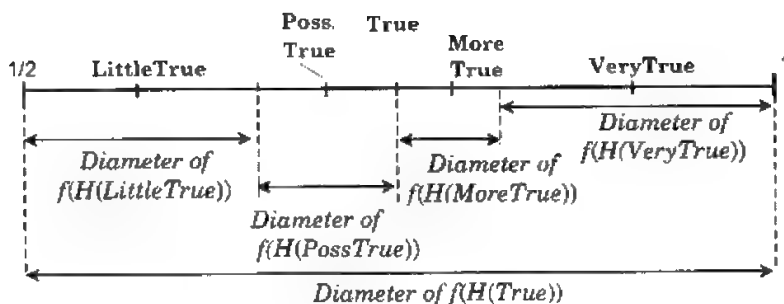 Poss. True
True
More
True
1/2
LittleTrue
VeryTrue
Diameter of
f(H(LittleTrue))
Diameter of
f(H(PossTrue))
Diameter of
f(H(MoreTrue))
Diameter of
f(H(VeryTrue))
Diameter of f(H(True))